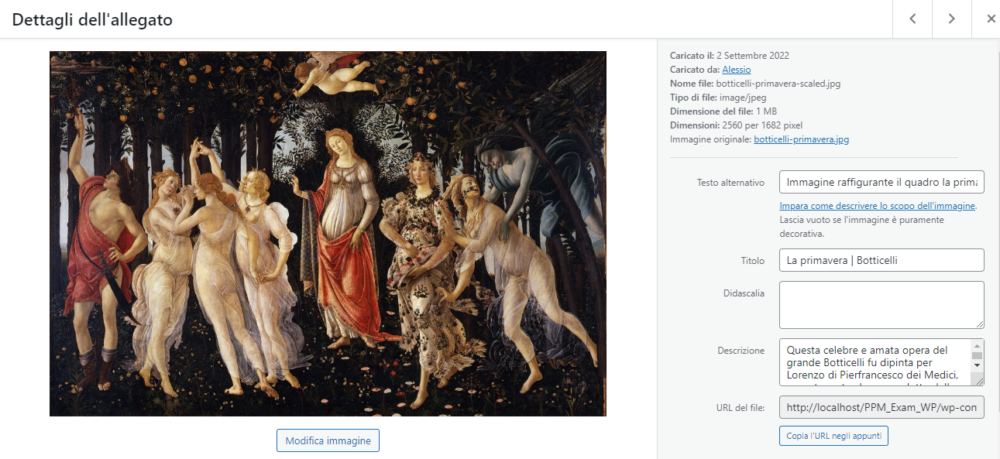 Dettagli dell'allegato
Caricato il: 2 Settembre 2022
Caricato da: Alessio
Nome file: botticelli-primavera-scaled.jpg
Tipo di file: image/jpeg
Dimensione del file: 1 MB
Dimensioni: 2560 per 1682 pixel
Immagine originale: botticelli-primavera.jpg
Testo alternativo
Immagine raffigurante il quadro la prima
Impara come descrivere lo scopo dell'immagine.
Lascia vuoto se l'immagine è puramente
decorativa.
Titolo
La primavera | Botticelli
Didascalia
Descrizione
Questa celebre e amata opera del
grande Botticelli fu dipinta per
Lorenzo di Pierfrancesco dei Medici,
URL del file:
http://localhost/PPM_Exam_WP/wp-con
Copia l'URL negli appunti
Modifica immagine